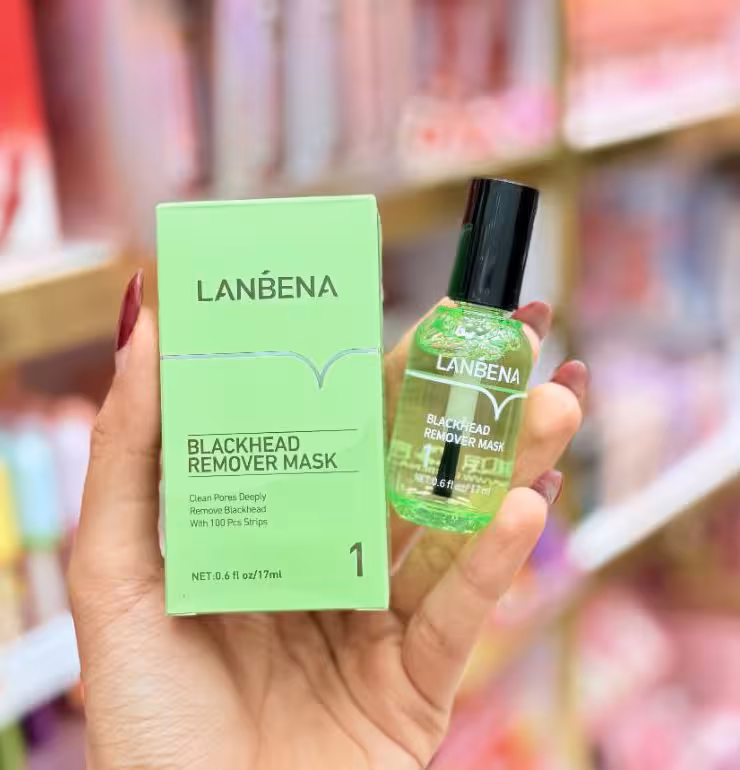 LANBENA
BLACKHEAD
REMOVER MASK
Clean Pores Deeply
Remove Blackhead
With 100 Pcs Strips
1
NET:0.6 fl oz/17ml
LANBENA
BLACKHEAD
REMOVER MASK
NET:0.6 fl oz/17ml